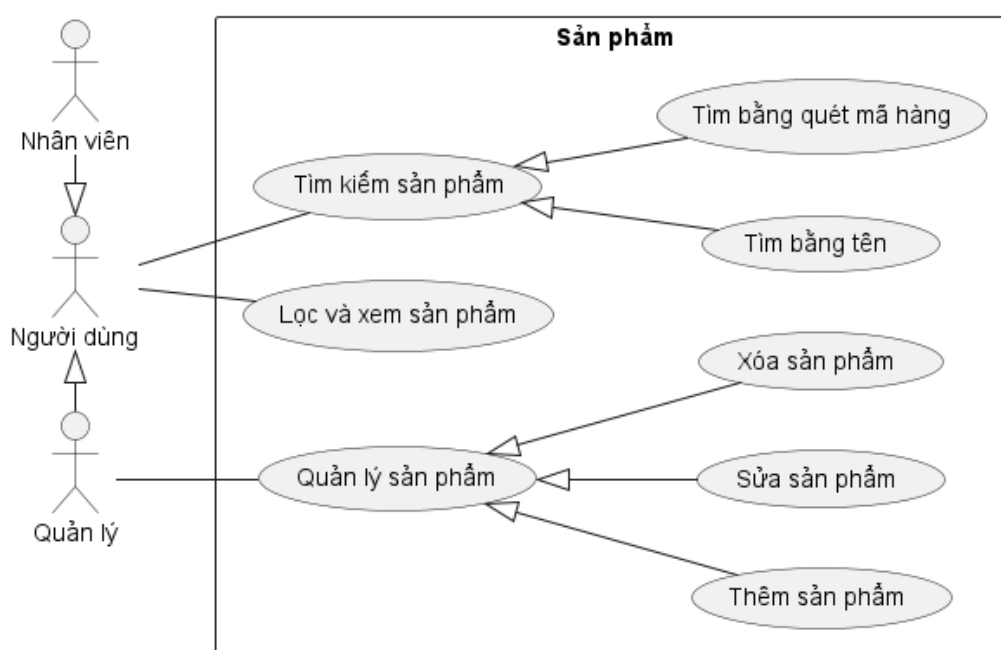 Sản phẩm
Nhân viên
Tìm bằng quét mã hàng
Tìm kiếm sản phẩm
Tìm bằng tên
Lọc và xem sản phẩm
Người dùng
Xóa sản phẩm
Quản lý sản phẩm
Sửa sản phẩm
Quản lý
Thêm sản phẩm